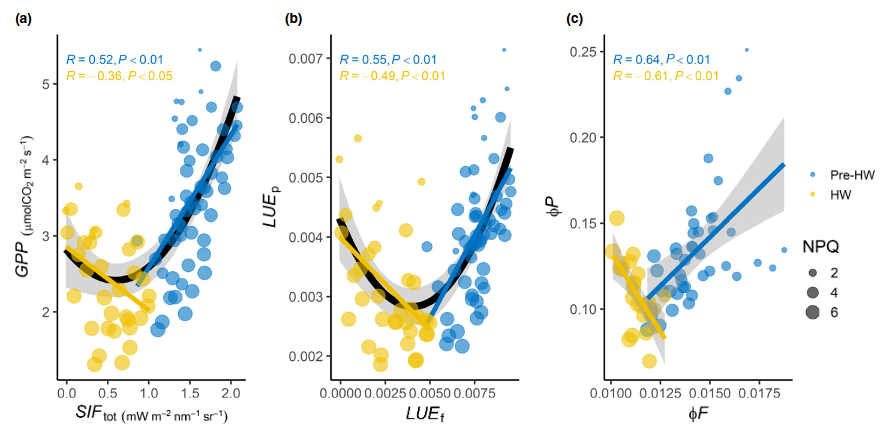 (a)
R = 0.52, P < 0.01
R = −0.36, P < 0.05
5
4
3
2
GPP (μmolCO₂ m⁻² s⁻¹)
0.0 0.5 1.0 1.5 2.0
SIFtot (mW m⁻² nm⁻¹ sr⁻¹)
(b)
R = 0.55, P < 0.01
R = −0.49, P < 0.01
0.007
0.006
0.005
0.004
0.003
0.002
LUEp
0.0000 0.0025 0.0050 0.0075
LUEf
(c)
R = 0.64, P < 0.01
R = −0.61, P < 0.01
0.25
0.20
0.15
0.10
ϕP
0.0100 0.0125 0.0150 0.0175
ϕF
Pre-HW
HW
NPQ
2
4
6